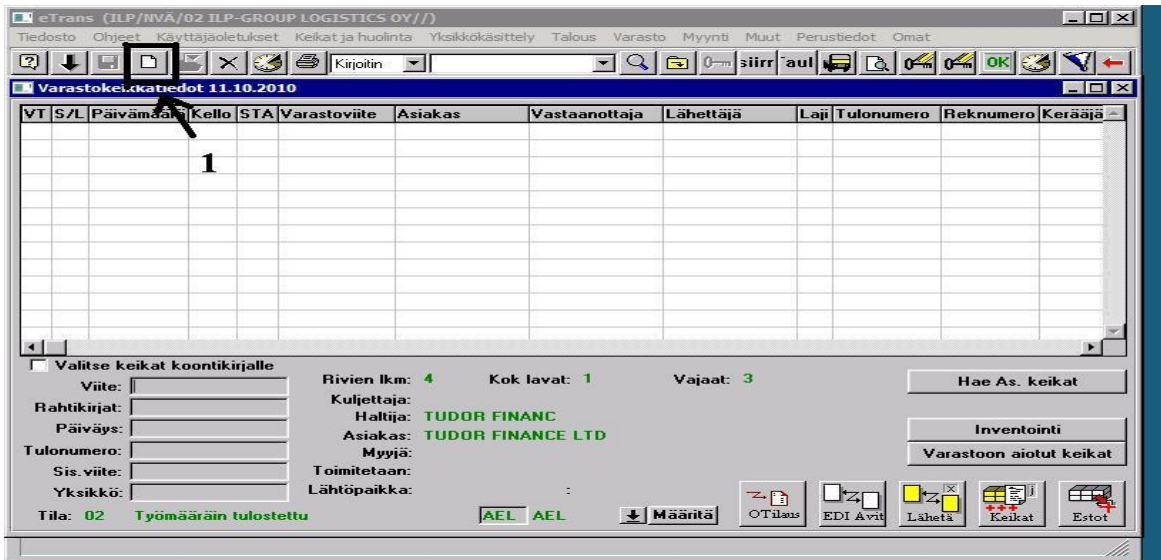 eTrans (ILP/NVÄ/02 ILP-GROUP LOGISTICS OY//)
Tiedosto Ohjeet Käyttäjäoletukset Keikat ja huolinta Yksikkökäsittely Talous Varasto Myynti Muut Perustiedot Omat
Kirjoitin siirr aul OK
Varastokeikkatiedot 11.10.2010
VT S/L Päivämäärä Kello STA Varastoviite Asiakas Vastaanottaja Lähettäjä Laji Tulonumero Reknumero Kerääjä
1
Valitse keikat koontikirjalle
Viite: Rivien lkm: 4 Kok lavat: 1 Vajaat: 3 Hae As. keikat
Rahtikirjat: Kuljettaja:
Päiväys: Haltija: TUDOR FINANC Inventointi
Tulonumero: Asiakas: TUDOR FINANCE LTD
Myyjä: Varastoon aiotut keikat
Sis.viite: Toimitetaan:
Yksikkö: Lähtöpaikka: :
Tila: 02 Työmääräin tulostettu AEL AEL Määritä OTilaus EDI Avit Lähetä Keikat Estot